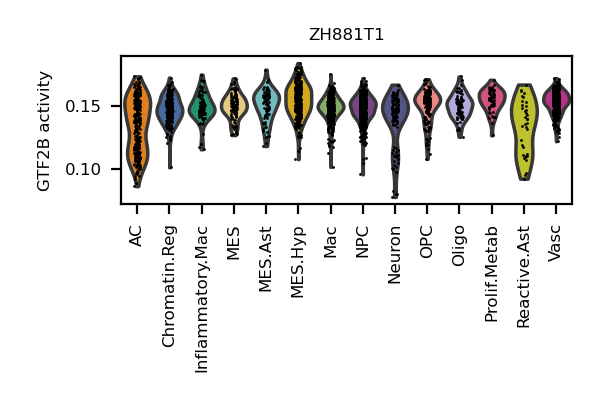 ZH881T1
GTF2B activity
0.15
0.10
AC
Chromatin.Reg
Inflammatory.Mac
MES
MES.Ast
MES.Hyp
Mac
NPC
Neuron
OPC
Oligo
Prolif.Metab
Reactive.Ast
Vasc